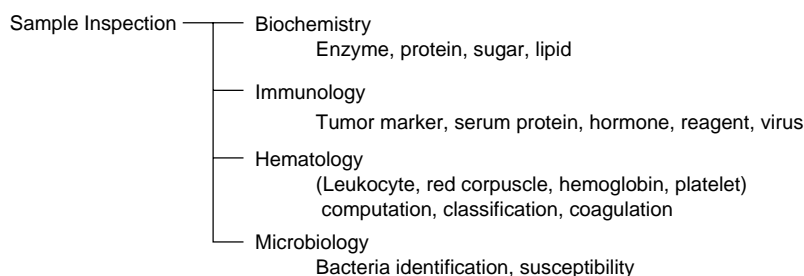 Sample Inspection
Biochemistry
Enzyme, protein, sugar, lipid
Immunology
Tumor marker, serum protein, hormone, reagent, virus
Hematology
(Leukocyte, red corpuscle, hemoglobin, platelet)
computation, classification, coagulation
Microbiology
Bacteria identification, susceptibility